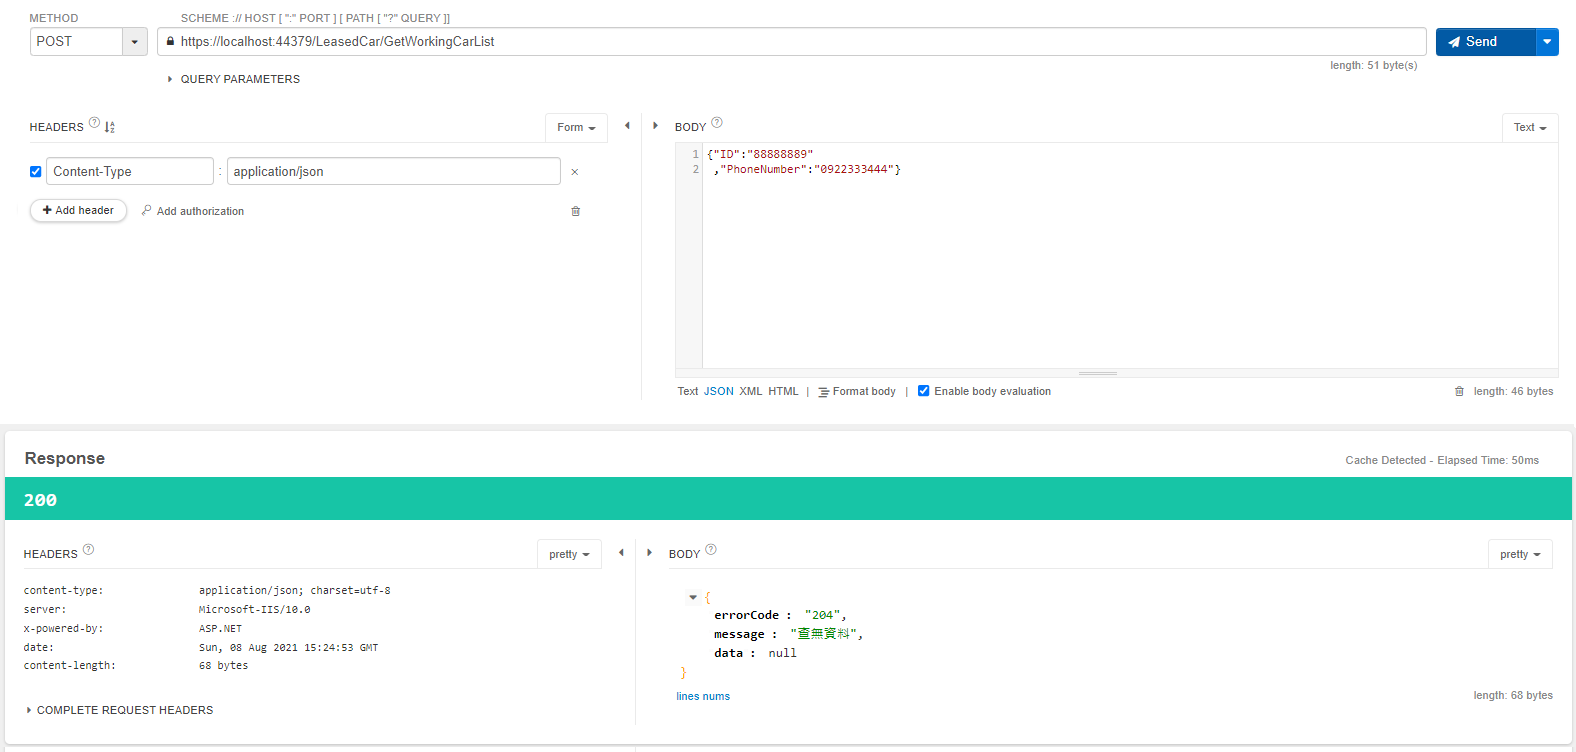 METHOD
SCHEME :// HOST [ ":" PORT ] [ PATH [ "?" QUERY ]]
POST
https://localhost:44379/LeasedCar/GetWorkingCarList
Send
length: 51 byte(s)
QUERY PARAMETERS
HEADERS ? A Z
Form
BODY ?
Text
Content-Type : application/json ×
+ Add header
Add authorization
1 {"ID":"88888889"
2 ,"PhoneNumber":"0922333444"}
Text JSON XML HTML | Format body | Enable body evaluation
length: 46 bytes
Response
Cache Detected - Elapsed Time: 50ms
200
HEADERS ?
pretty
BODY ?
pretty
content-type: application/json; charset=utf-8
server: Microsoft-IIS/10.0
x-powered-by: ASP.NET
date: Sun, 08 Aug 2021 15:24:53 GMT
content-length: 68 bytes
COMPLETE REQUEST HEADERS
{
errorCode : "204",
message : "查無資料",
data : null
}
lines nums
length: 68 bytes